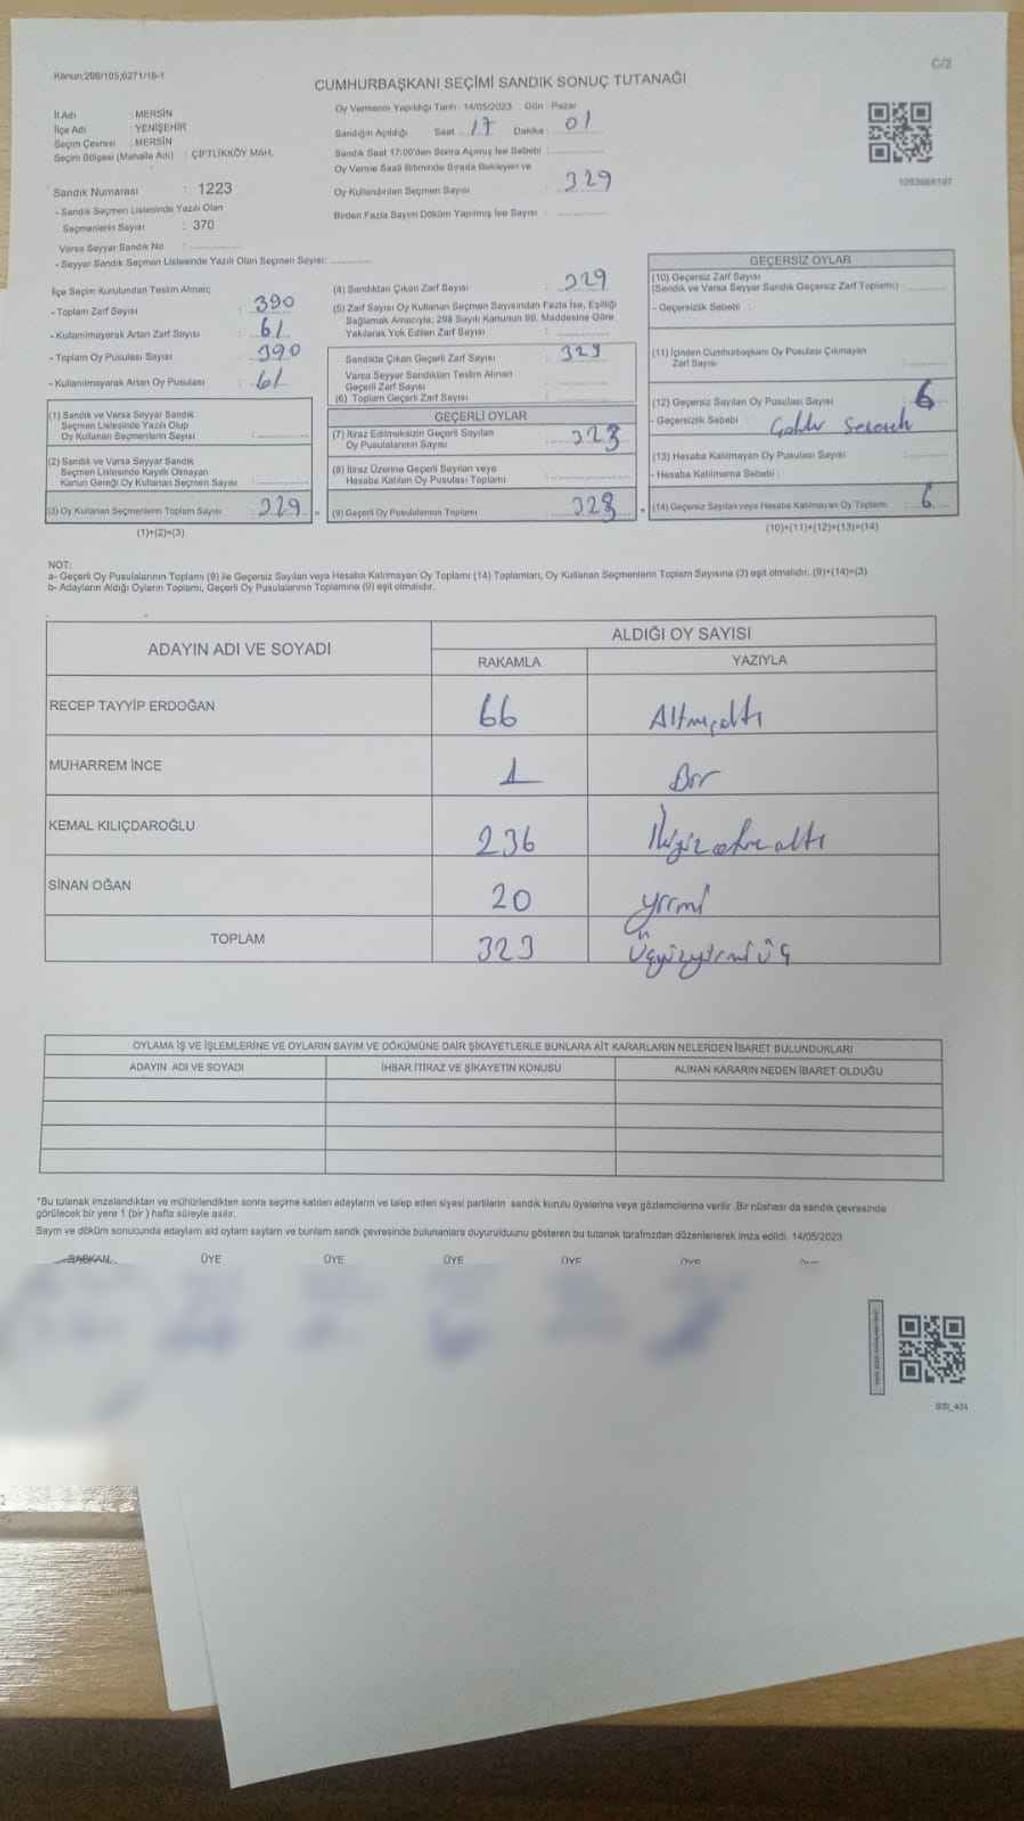 Kanun:298/105;6271/16-1
C/2
CUMHURBAŞKANI SEÇİMİ SANDIK SONUÇ TUTANAĞI
İl Adı : MERSİN
İlçe Adı : YENİŞEHİR
Seçim Çevresi : MERSİN
Seçim Bölgesi (Mahalle Adı) : ÇİFTLİKKÖY MAH.
Sandık Numarası : 1223
- Sandık Seçmen Listesinde Yazılı Olan
Seçmenlerin Sayısı : 370
Varsa Seyyar Sandık No :
- Seyyar Sandık Seçmen Listesinde Yazılı Olan Seçmen Sayısı:
Oy Vermenin Yapıldığı Tarih : 14/05/2023 Gün : Pazar
Sandığın Açıldığı Saat : 17 Dakika : 01
Sandık Saat 17:00'den Sonra Açılmış İse Sebebi :
Oy Verme Saati Bitiminde Sırada Bekleyen ve
Oy Kullandırılan Seçmen Sayısı : 329
Birden Fazla Sayım Döküm Yapılmış İse Sayısı :
İlçe Seçim Kurulundan Teslim Alınan;
- Toplam Zarf Sayısı : 390
- Kullanılmayarak Artan Zarf Sayısı : 61
- Toplam Oy Pusulası Sayısı : 390
- Kullanılmayarak Artan Oy Pusulası : 61
(1) Sandık ve Varsa Seyyar Sandık
Seçmen Listesinde Yazılı Olup
Oy Kullanan Seçmenlerin Sayısı :
(2) Sandık ve Varsa Seyyar Sandık
Seçmen Listesinde Kayıtlı Olmayan
Kanun Gereği Oy Kullanan Seçmen Sayısı :
(3) Oy Kullanan Seçmenlerin Toplam Sayısı : 329
(1)+(2)=(3)
(4) Sandıktan Çıkan Zarf Sayısı : 329
(5) Zarf Sayısı Oy Kullanan Seçmen Sayısından Fazla İse, Eşitliği
Sağlamak Amacıyla; 298 Sayılı Kanunun 98. Maddesine Göre
Yakılarak Yok Edilen Zarf Sayısı :
Sandıkta Çıkan Geçerli Zarf Sayısı : 329
Varsa Seyyar Sandıktan Teslim Alınan
Geçerli Zarf Sayısı :
(6) Toplam Geçerli Zarf Sayısı :
GEÇERLİ OYLAR
(7) İtiraz Edilmeksizin Geçerli Sayılan
Oy Pusulalarının Sayısı : 323
(8) İtiraz Üzerine Geçerli Sayılan veya
Hesaba Katılan Oy Pusulası Toplamı :
(9) Geçerli Oy Pusulalarının Toplamı : 323
GEÇERSİZ OYLAR
(10) Geçersiz Zarf Sayısı
(Sandık ve Varsa Seyyar Sandık Geçersiz Zarf Toplamı) :
- Geçersizlik Sebebi :
(11) İçinden Cumhurbaşkanı Oy Pusulası Çıkmayan
Zarf Sayısı
(12) Geçersiz Sayılan Oy Pusulası Sayısı : 6
- Geçersizlik Sebebi :
(13) Hesaba Katılmayan Oy Pusulası Sayısı :
- Hesaba Katılmama Sebebi :
(14) Geçersiz Sayılan veya Hesaba Katılmayan Oy Toplamı : 6
(10)+(11)+(12)+(13)=(14)
NOT:
a- Geçerli Oy Pusulalarının Toplamı (9) ile Geçersiz Sayılan veya Hesaba Katılmayan Oy Toplamı (14) Toplamları, Oy Kullanan Seçmenlerin Toplam Sayısına (3) eşit olmalıdır. (9)+(14)=(3)
b- Adayların Aldığı Oyların Toplamı, Geçerli Oy Pusulalarının Toplamına (9) eşit olmalıdır.
ADAYIN ADI VE SOYADI
ALDIĞI OY SAYISI
RAKAMLA YAZIYLA
RECEP TAYYİP ERDOĞAN 66 Altmışaltı
MUHARREM İNCE 1 Bir
KEMAL KILIÇDAROĞLU 236 İkiyüzotuzaltı
SİNAN OĞAN 20 yirmi
TOPLAM 323 Üçyüzyirmiüç
OYLAMA İŞ VE İŞLEMLERİNE VE OYLARIN SAYIM VE DÖKÜMÜNE DAİR ŞİKAYETLERLE BUNLARA AİT KARARLARIN NELERDEN İBARET BULUNDUKLARI
ADAYIN ADI VE SOYADI İHBAR İTİRAZ VE ŞİKAYETİN KONUSU ALINAN KARARIN NEDEN İBARET OLDUĞU
*Bu tutanak imzalandıktan ve mühürlendikten sonra seçime katılan adayların ve talep eden siyasi partilerin sandık kurulu üyelerine veya gözlemcilerine verilir. Bir nüshası da sandık çevresinde
görülecek bir yere 1 (bir) hafta süreyle asılır.
Sayım ve döküm sonucunda adayların aldığı oyların sayısını ve bunların sandık çevresinde bulunanlara duyurulduğunu gösteren bu tutanak tarafımızdan düzenlenerek imza edildi. 14/05/2023
BAŞKAN ÜYE ÜYE ÜYE ÜYE ÜYE